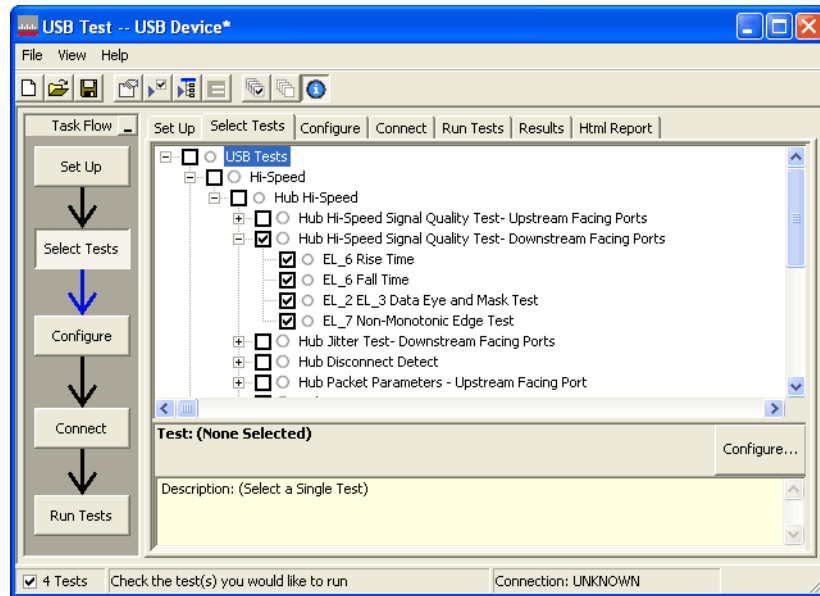 USB Test -- USB Device*
File View Help
Task Flow
Set Up Select Tests Configure Connect Run Tests Results Html Report
Set Up
Select Tests
Configure
Connect
Run Tests
USB Tests
Hi-Speed
Hub Hi-Speed
Hub Hi-Speed Signal Quality Test- Upstream Facing Ports
Hub Hi-Speed Signal Quality Test- Downstream Facing Ports
EL_6 Rise Time
EL_6 Fall Time
EL_2 EL_3 Data Eye and Mask Test
EL_7 Non-Monotonic Edge Test
Hub Jitter Test- Downstream Facing Ports
Hub Disconnect Detect
Hub Packet Parameters - Upstream Facing Port
Test: (None Selected)
Configure...
Description: (Select a Single Test)
4 Tests Check the test(s) you would like to run Connection: UNKNOWN